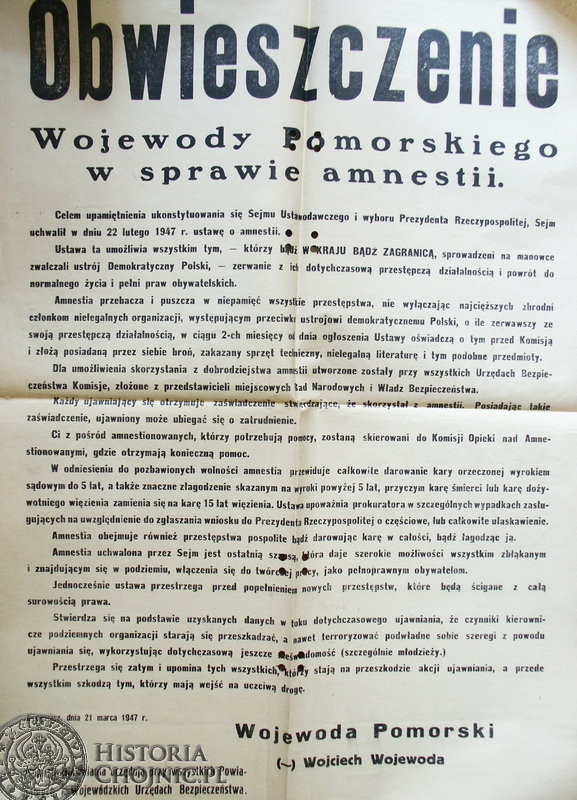 Obwieszczenie
Wojewody Pomorskiego
w sprawie amnestii.
Celem upamiętnienia ukonstytuowania się Sejmu Ustawodawczego i wyboru Prezydenta Rzeczypospolitej, Sejm
uchwalił w dniu 22 lutego 1947 r. ustawę o amnestii.
Ustawa ta umożliwia wszystkim tym, — którzy bądź W KRAJU BĄDŹ ZAGRANICĄ, sprowadzeni na manowce
zwalczali ustrój Demokratyczny Polski, — zerwanie z ich dotychczasową przestępczą działalnością i powrót do
normalnego życia i pełni praw obywatelskich.
Amnestia przebacza i puszcza w niepamięć wszystkie przestępstwa, nie wyłączając najcięższych zbrodni
członkom nielegalnych organizacji, występującym przeciwko ustrojowi demokratycznemu Polski, o ile zerwawszy ze
swoją przestępczą działalnością, w ciągu 2-ch miesięcy od dnia ogłoszenia Ustawy oświadczą o tym przed Komisją
i złożą posiadaną przez siebie broń, zakazany sprzęt techniczny, nielegalną literaturę i tym podobne przedmioty.
Dla umożliwienia skorzystania z dobrodziejstwa amnestii utworzone zostały przy wszystkich Urzędach Bezpie-
czeństwa Komisje, złożone z przedstawicieli miejscowych Rad Narodowych i Władz Bezpieczeństwa.
Każdy ujawniający się otrzymuje zaświadczenie stwierdzające, że skorzystał z amnestii. Posiadając takie
zaświadczenie, ujawniony może ubiegać się o zatrudnienie.
Ci z pośród amnestionowanych, którzy potrzebują pomocy, zostaną skierowani do Komisji Opieki nad Amne-
stionowanymi, gdzie otrzymają konieczną pomoc.
W odniesieniu do pozbawionych wolności amnestia przewiduje całkowite darowanie kary orzeczonej wyrokiem
sądowym do 5 lat, a także znaczne złagodzenie skazanym na wyroki powyżej 5 lat, przyczym karę śmierci lub karę doży-
wotniego więzienia zamienia się na karę 15 lat więzienia. Ustawa upoważnia prokuratora w szczególnych wypadkach zasłu-
gujących na uwzględnienie do zgłaszania wniosku do Prezydenta Rzeczypospolitej o częściowe, lub całkowite ułaskawienie.
Amnestia obejmuje również przestępstwa pospolite bądź darowując karę w całości, bądź łagodząc ją.
Amnestia uchwalona przez Sejm jest ostatnią szansą, która daje szerokie możliwości wszystkim zbłąkanym
i znajdującym się w podziemiu, włączenia się do twórczej pracy, jako pełnoprawnym obywatelom.
Jednocześnie ustawa przestrzega przed popełnieniem nowych przestępstw, które będą ścigane z całą
surowością prawa.
Stwierdza się na podstawie uzyskanych danych w toku dotychczasowego ujawniania, że czynniki kierowni-
cze podziemnych organizacji starają się przeszkadzać, a nawet terroryzować podwładne sobie szeregi z powodu
ujawniania się, wykorzystując dotychczasową jeszcze nieświadomość (szczególnie młodzieży.)
Przestrzega się zatym i upomina tych wszystkich, którzy stają na przeszkodzie akcji ujawniania, a przede
wszystkim szkodzą tym, którzy mają wejść na uczciwą drogę.
dnia 21 marca 1947 r.
Wojewoda Pomorski
(~) Wojciech Wojewoda
HISTORIA
CHOJNIC.PL
urzędują przy wszystkich Powia-
Wojewódzkich Urzędach Bezpieczeństwa.